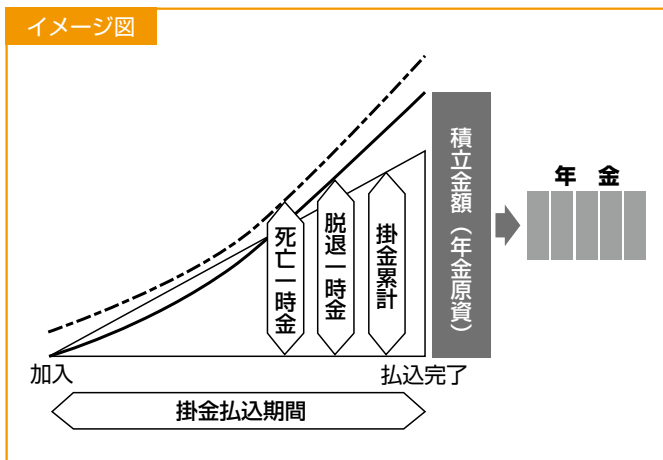 イメージ図
死亡一時金
脱退一時金
掛金累計
積立金額（年金原資）
年 金
加入
払込完了
掛金払込期間